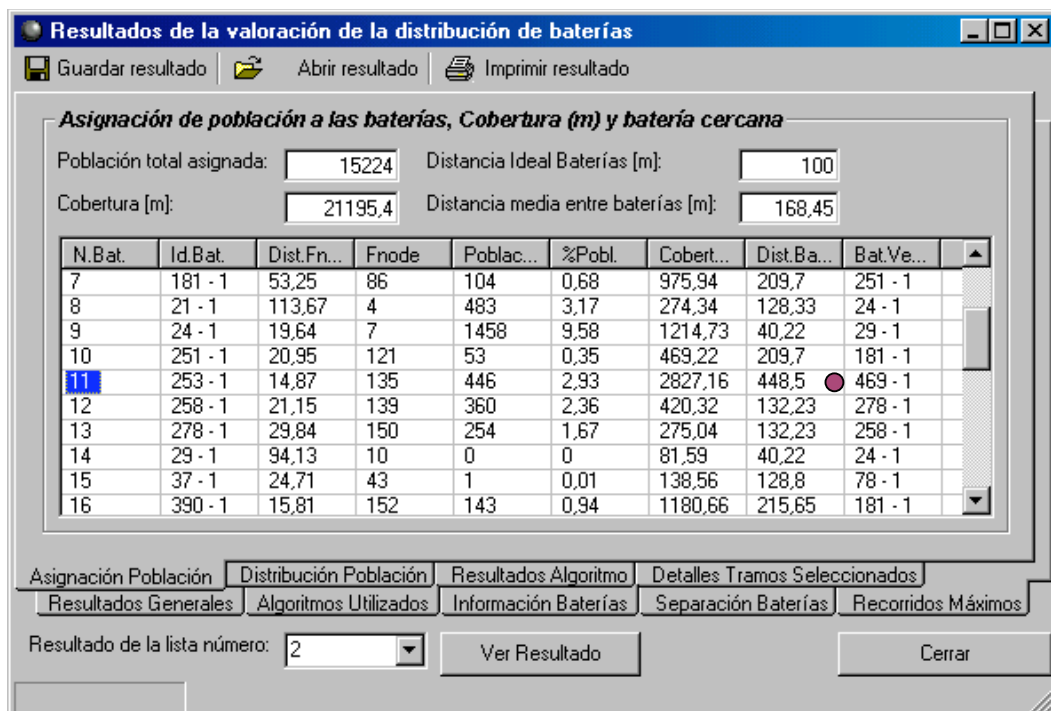 Resultados de la valoración de la distribución de baterías
Guardar resultado Abrir resultado Imprimir resultado
Asignación de población a las baterías, Cobertura (m) y batería cercana
Población total asignada: 15224 Distancia Ideal Baterías [m]: 100
Cobertura [m]: 21195,4 Distancia media entre baterías [m]: 168,45
N.Bat. Id.Bat. Dist.Fn... Fnode Poblac... %Pobl. Cobert... Dist.Ba... Bat.Ve...
7 181 - 1 53,25 86 104 0,68 975,94 209,7 251 - 1
8 21 - 1 113,67 4 483 3,17 274,34 128,33 24 - 1
9 24 - 1 19,64 7 1458 9,58 1214,73 40,22 29 - 1
10 251 - 1 20,95 121 53 0,35 469,22 209,7 181 - 1
11 253 - 1 14,87 135 446 2,93 2827,16 448,5 469 - 1
12 258 - 1 21,15 139 360 2,36 420,32 132,23 278 - 1
13 278 - 1 29,84 150 254 1,67 275,04 132,23 258 - 1
14 29 - 1 94,13 10 0 0 81,59 40,22 24 - 1
15 37 - 1 24,71 43 1 0,01 138,56 128,8 78 - 1
16 390 - 1 15,81 152 143 0,94 1180,66 215,65 181 - 1
Asignación Población Distribución Población Resultados Algoritmo Detalles Tramos Seleccionados
Resultados Generales Algoritmos Utilizados Información Baterías Separación Baterías Recorridos Máximos
Resultado de la lista número: 2 Ver Resultado Cerrar